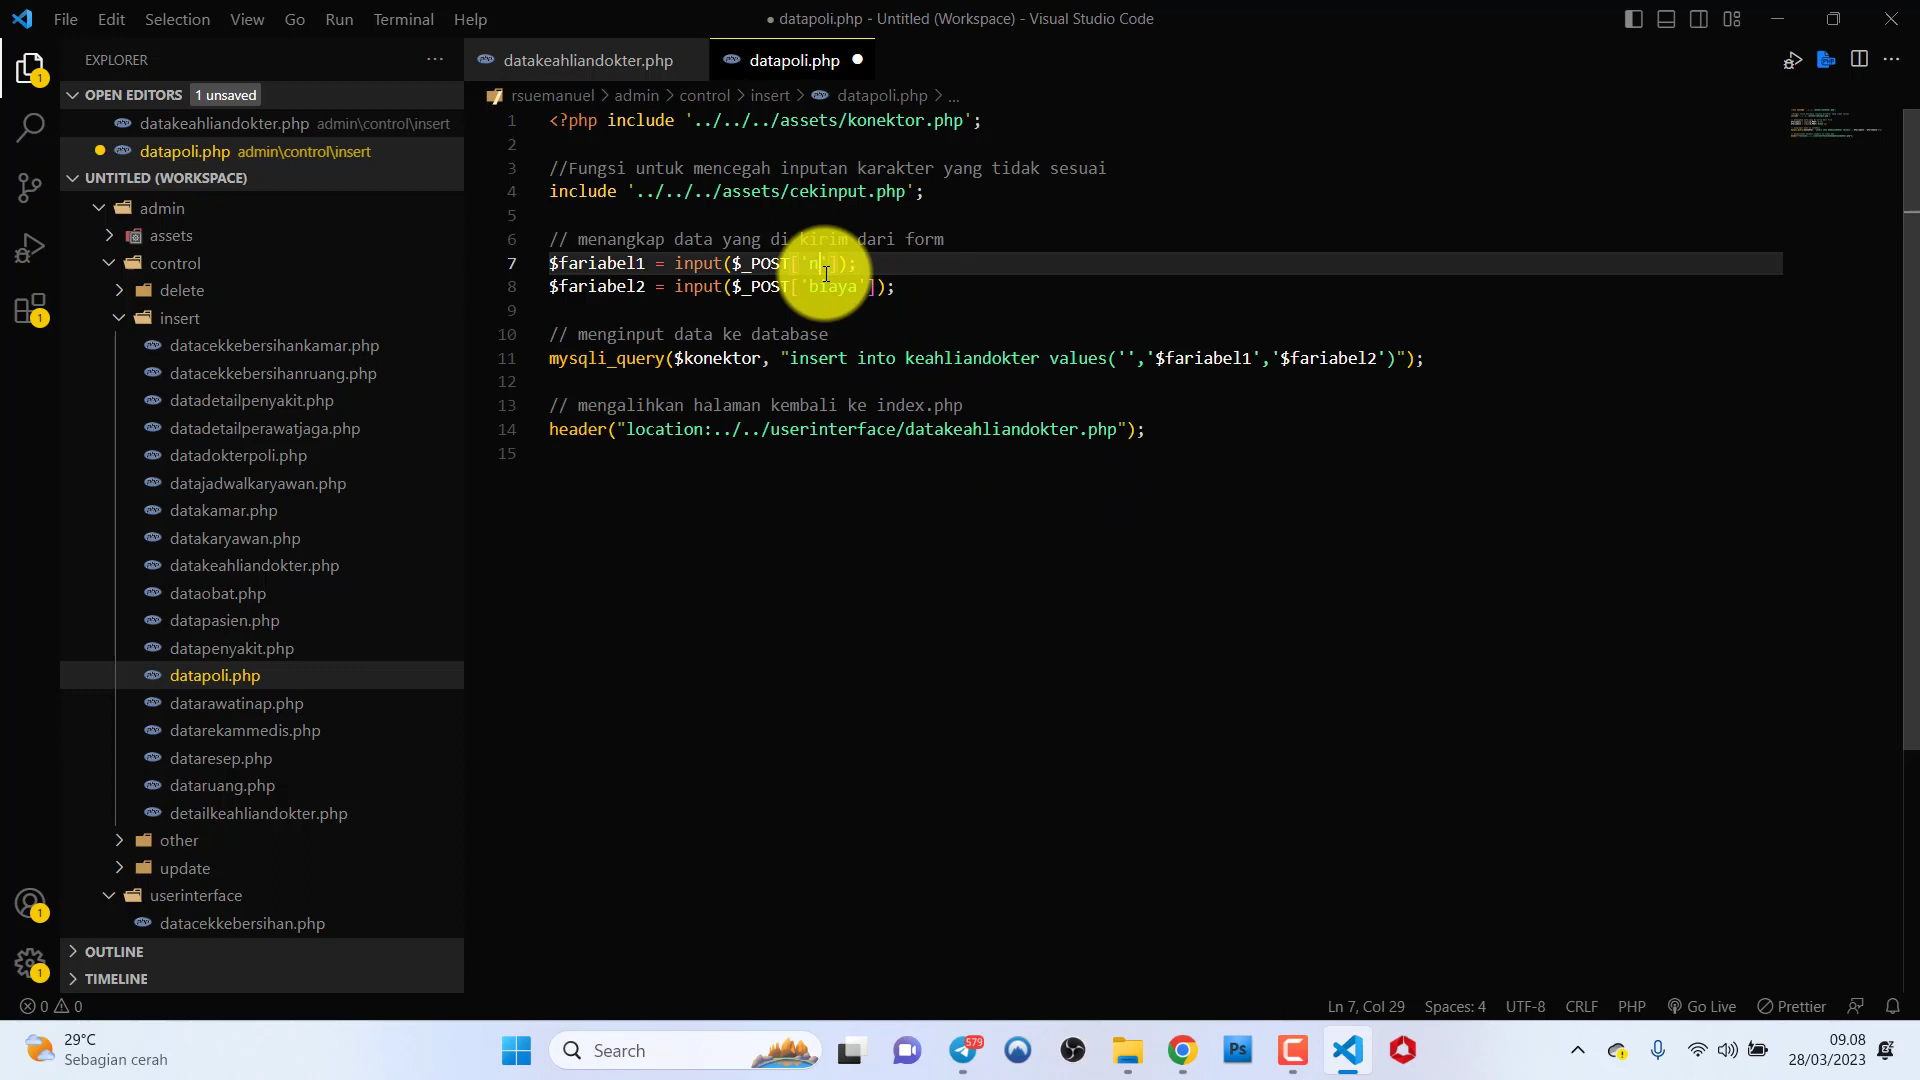 File Edit Selection View Go Run Terminal Help
● datapoli.php - Untitled (Workspace) - Visual Studio Code
EXPLORER
OPEN EDITORS 1 unsaved
datakeahliandokter.php admin\control\insert
datapoli.php admin\control\insert
UNTITLED (WORKSPACE)
admin
assets
control
delete
insert
datacekkebersihankamar.php
datacekkebersihanruang.php
datadetailpenyakit.php
datadetailperawatjaga.php
datadokterpoli.php
datajadwalkaryawan.php
datakamar.php
datakaryawan.php
datakeahliandokter.php
dataobat.php
datapasien.php
datapenyakit.php
datapoli.php
datarawatinap.php
datarekammedis.php
dataresep.php
dataruang.php
detailkeahliandokter.php
other
update
userinterface
datacekkebersihan.php
OUTLINE
TIMELINE
datakeahliandokter.php
datapoli.php
rsuemanuel > admin > control > insert > datapoli.php > ...
1 <?php include '../../../assets/konektor.php';
2
3 //Fungsi untuk mencegah inputan karakter yang tidak sesuai
4 include '../../../assets/cekinput.php';
5
6 // menangkap data yang di kirim dari form
7 $fariabel1 = input($_POST['n']);
8 $fariabel2 = input($_POST['biaya']);
9
10 // menginput data ke database
11 mysqli_query($konektor, "insert into keahliandokter values('','$fariabel1','$fariabel2')");
12
13 // mengalihkan halaman kembali ke index.php
14 header("location:../../userinterface/datakeahliandokter.php");
15
1
1
1
1
0 0
Ln 7, Col 29 Spaces: 4 UTF-8 CRLF PHP Go Live Prettier
29°C
Sebagian cerah
Search
579
Ps
09.08
28/03/2023